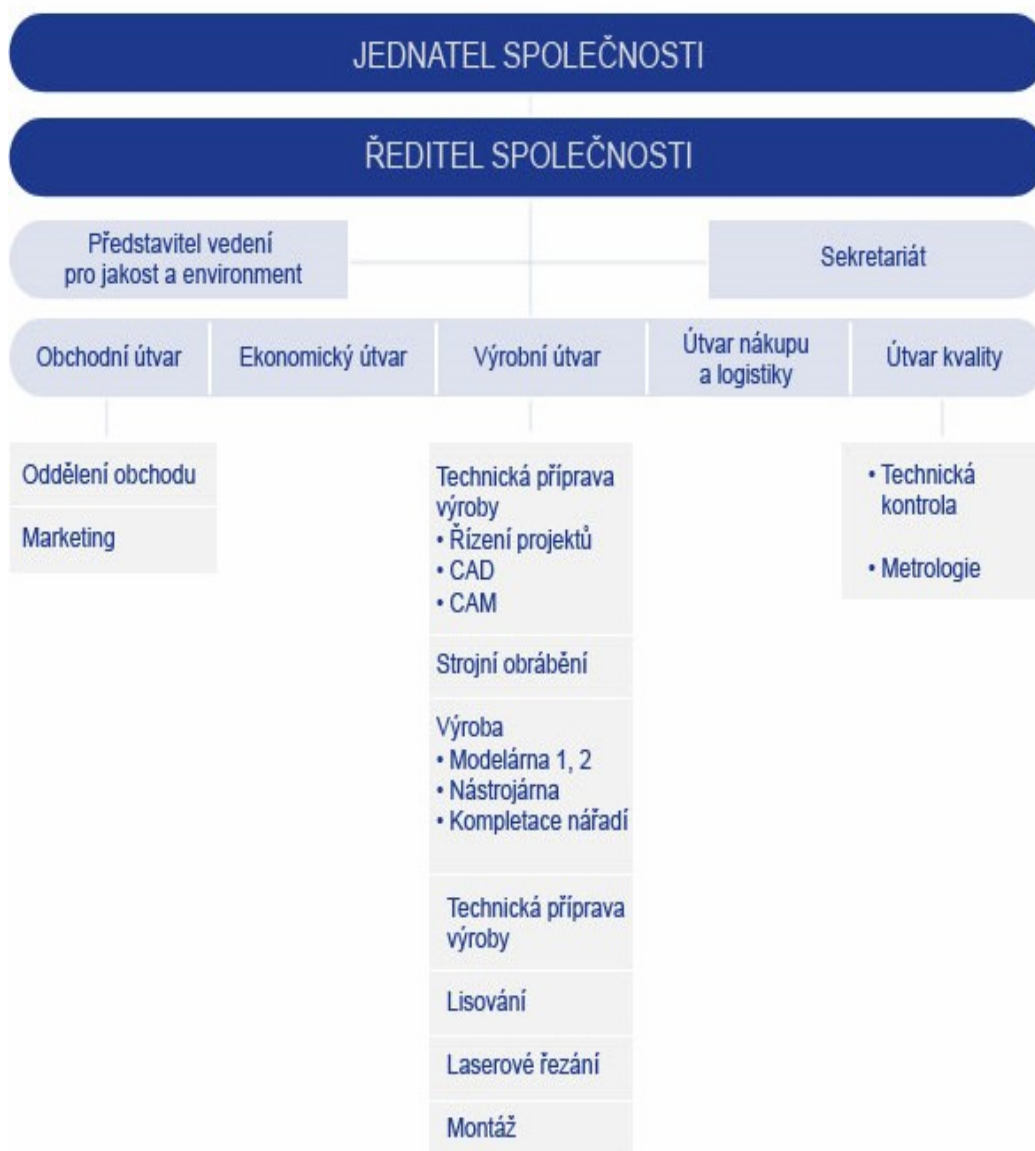 JEDNATEL SPOLEČNOSTI
ŘEDITEL SPOLEČNOSTI
Představitel vedení
pro jakost a environment
Sekretariát
Obchodní útvar
Ekonomický útvar
Výrobní útvar
Útvar nákupu
a logistiky
Útvar kvality
Oddělení obchodu
Marketing
Technická příprava
výroby
• Řízení projektů
• CAD
• CAM
Strojní obrábění
Výroba
• Modelárna 1, 2
• Nástrojárna
• Kompletace nářadí
Technická příprava
výroby
Lisování
Laserové řezání
Montáž
• Technická
kontrola
• Metrologie